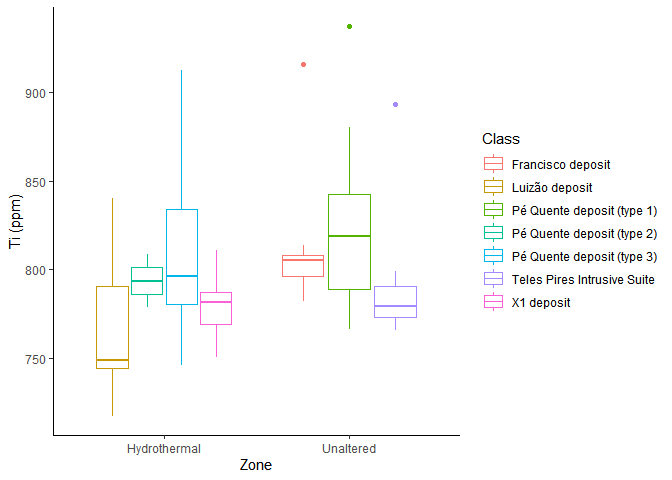 Ti (ppm)
900
850
800
750
Hydrothermal
Unaltered
Zone
Class
Francisco deposit
Luizão deposit
Pé Quente deposit (type 1)
Pé Quente deposit (type 2)
Pé Quente deposit (type 3)
Teles Pires Intrusive Suite
X1 deposit